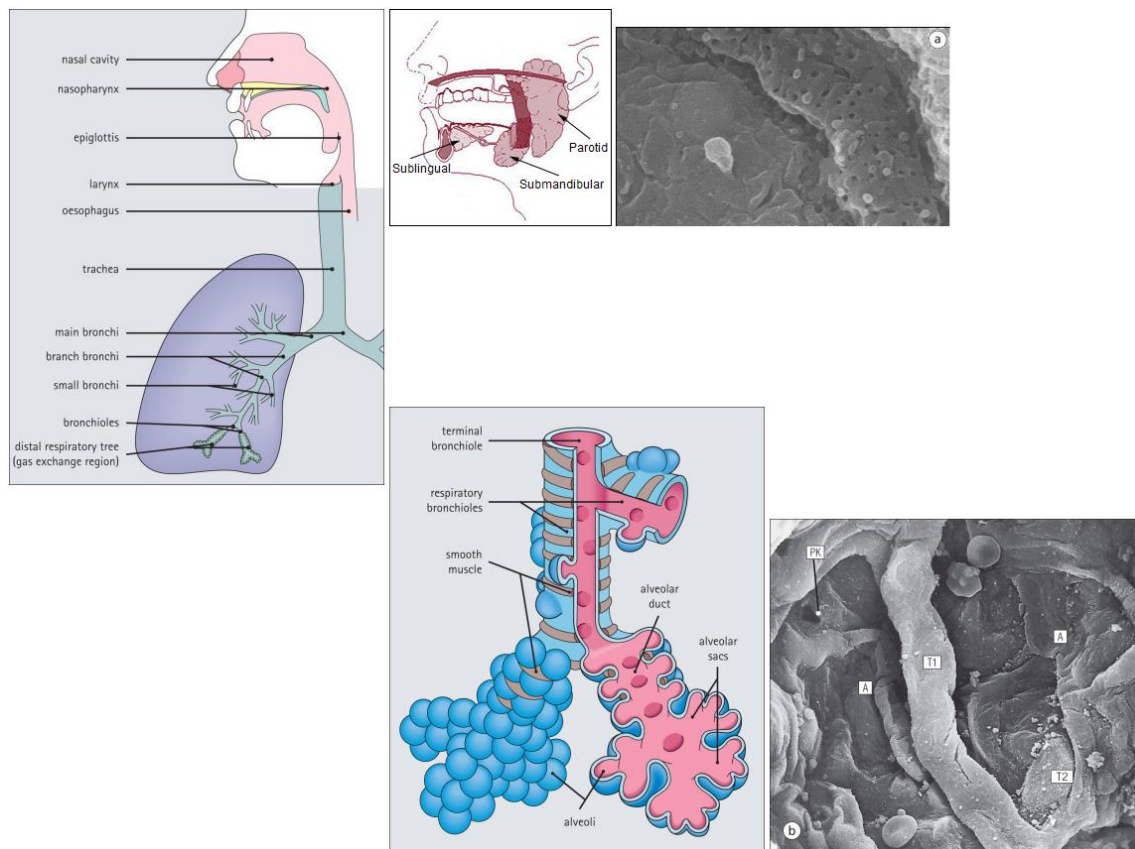 nasal cavity
nasopharynx
epiglottis
larynx
oesophagus
trachea
main bronchi
branch bronchi
small bronchi
bronchioles
distal respiratory tree
(gas exchange region)
Parotid
Sublingual
Submandibular
a
terminal
bronchiole
respiratory
bronchioles
smooth
muscle
alveolar
duct
alveolar
sacs
alveoli
PK
A
T1
A
T2
b